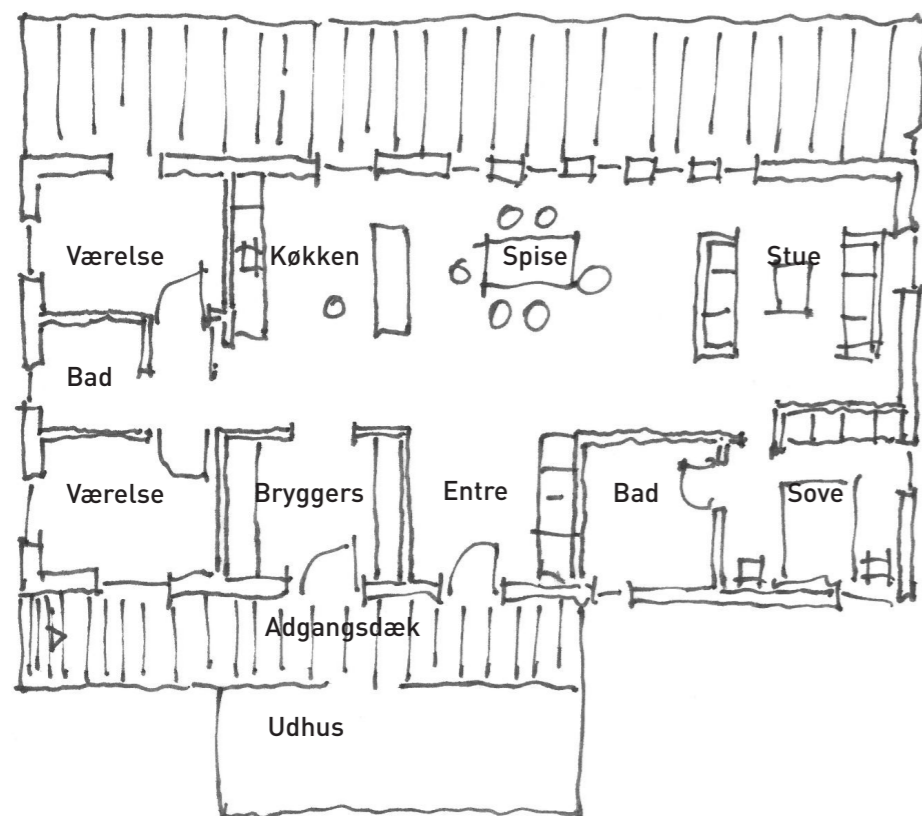 Værelse
Køkken
Spise
Stue
Bad
Værelse
Bryggers
Entre
Bad
Sove
Adgangsdæk
Udhus